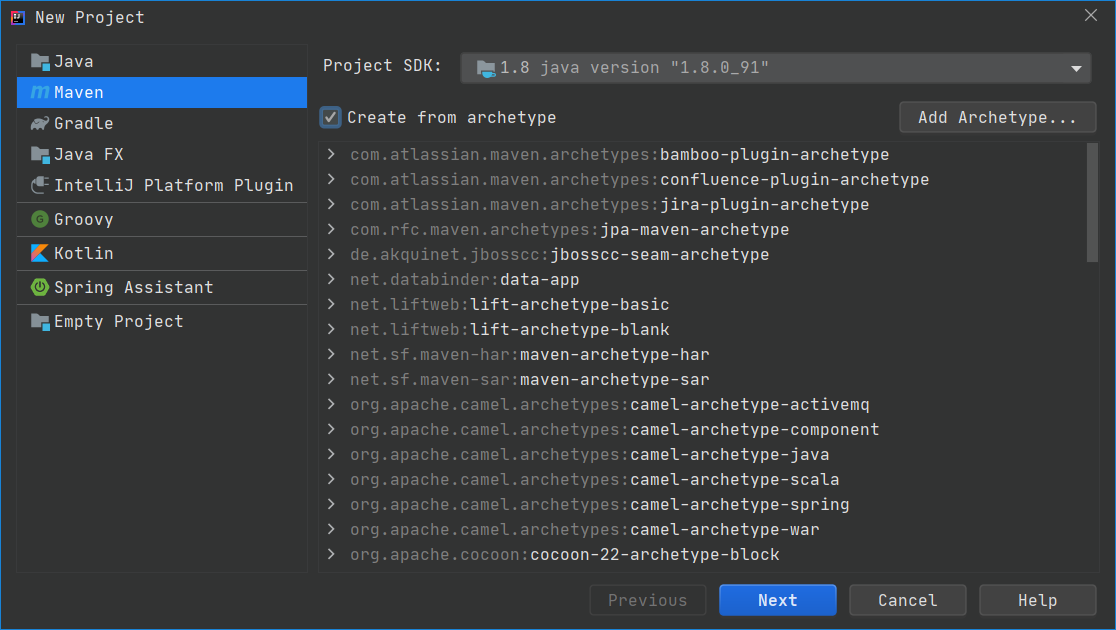 New Project
Java
Maven
Gradle
Java FX
IntelliJ Platform Plugin
Groovy
Kotlin
Spring Assistant
Empty Project
Project SDK: 1.8 java version "1.8.0_91"
Create from archetype
Add Archetype...
com.atlassian.maven.archetypes:bamboo-plugin-archetype
com.atlassian.maven.archetypes:confluence-plugin-archetype
com.atlassian.maven.archetypes:jira-plugin-archetype
com.rfc.maven.archetypes:jpa-maven-archetype
de.akquinet.jbosscc:jbosscc-seam-archetype
net.databinder:data-app
net.liftweb:lift-archetype-basic
net.liftweb:lift-archetype-blank
net.sf.maven-har:maven-archetype-har
net.sf.maven-sar:maven-archetype-sar
org.apache.camel.archetypes:camel-archetype-activemq
org.apache.camel.archetypes:camel-archetype-component
org.apache.camel.archetypes:camel-archetype-java
org.apache.camel.archetypes:camel-archetype-scala
org.apache.camel.archetypes:camel-archetype-spring
org.apache.camel.archetypes:camel-archetype-war
org.apache.cocoon:cocoon-22-archetype-block
Previous
Next
Cancel
Help